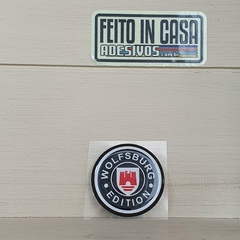 FEITO IN CASA
ADESIVOS
WOLFSBURG
EDITION